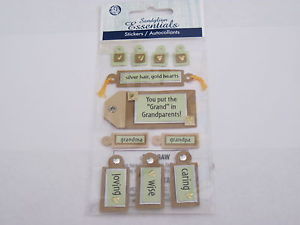 Sandylion
Essentials
Stickers / Autocollants
silver hair, gold hearts
You put the
"Grand" in
Grandparents!
grandma
grandpa
loving
wise
caring